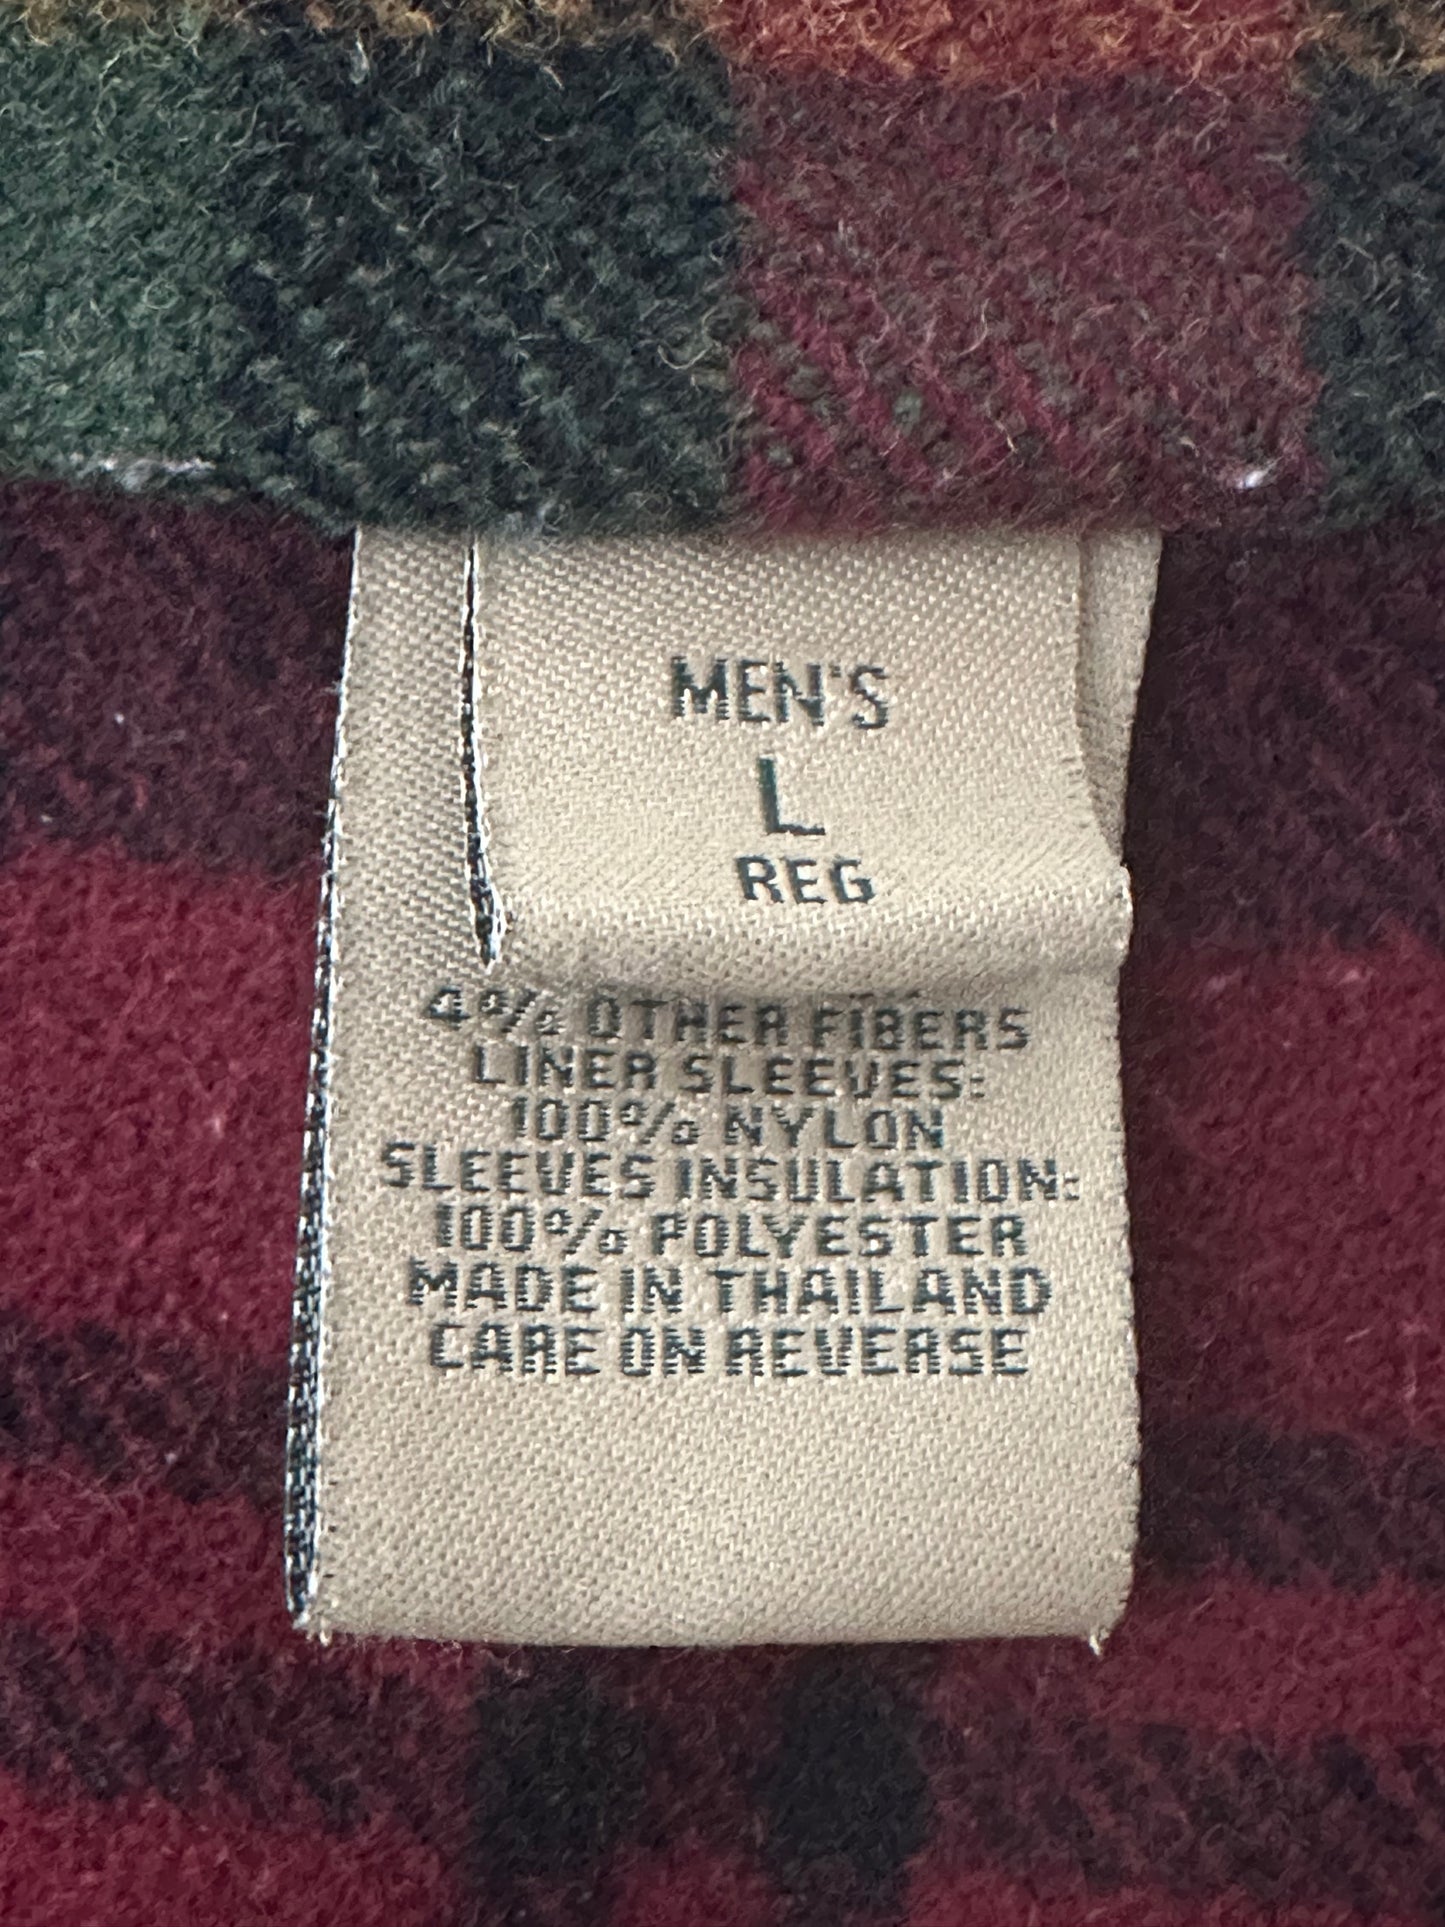 MEN'S
L
REG
4% OTHER FIBERS
LINER SLEEVES:
100% NYLON
SLEEVES INSULATION:
100% POLYESTER
MADE IN THAILAND
CARE ON REVERSE